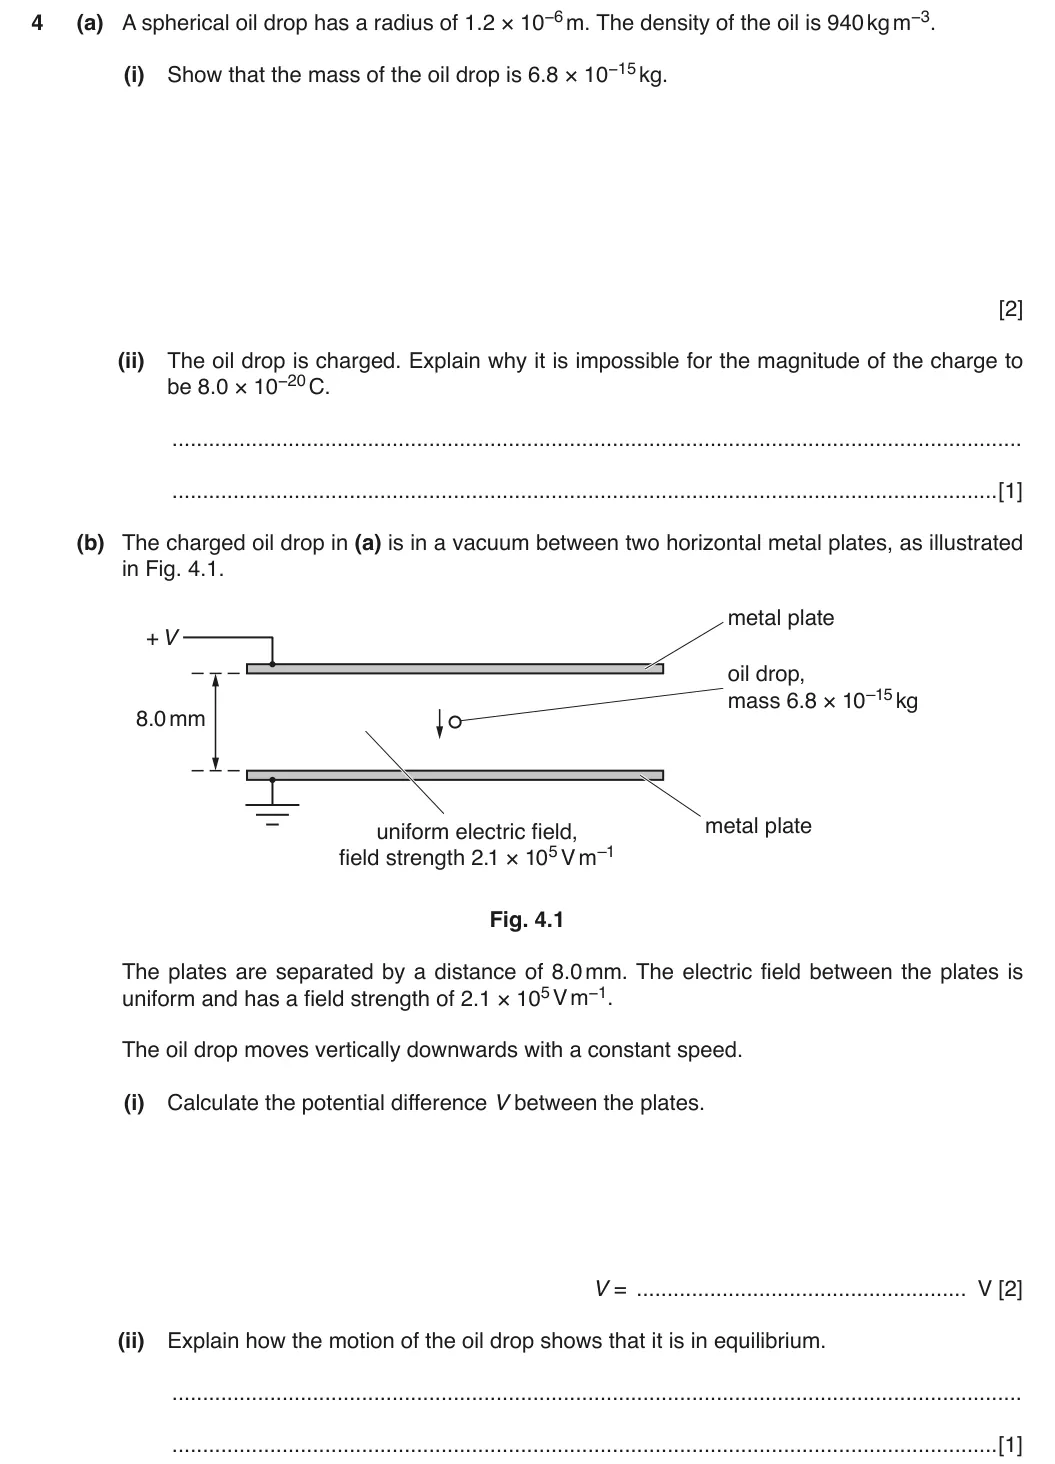 4 (a) A spherical oil drop has a radius of 1.2 × 10⁻⁶ m. The density of the oil is 940 kg m⁻³.
(i) Show that the mass of the oil drop is 6.8 × 10⁻¹⁵ kg.
[2]
(ii) The oil drop is charged. Explain why it is impossible for the magnitude of the charge to
be 8.0 × 10⁻²⁰ C.
..........................................................................................................................................
.......................................................................................................................................[1]
(b) The charged oil drop in (a) is in a vacuum between two horizontal metal plates, as illustrated
in Fig. 4.1.
metal plate
+ V
oil drop,
mass 6.8 × 10⁻¹⁵ kg
8.0 mm
metal plate
uniform electric field,
field strength 2.1 × 10⁵ V m⁻¹
Fig. 4.1
The plates are separated by a distance of 8.0 mm. The electric field between the plates is
uniform and has a field strength of 2.1 × 10⁵ V m⁻¹.
The oil drop moves vertically downwards with a constant speed.
(i) Calculate the potential difference V between the plates.
V = ...................................................... V [2]
(ii) Explain how the motion of the oil drop shows that it is in equilibrium.
..........................................................................................................................................
.......................................................................................................................................[1]